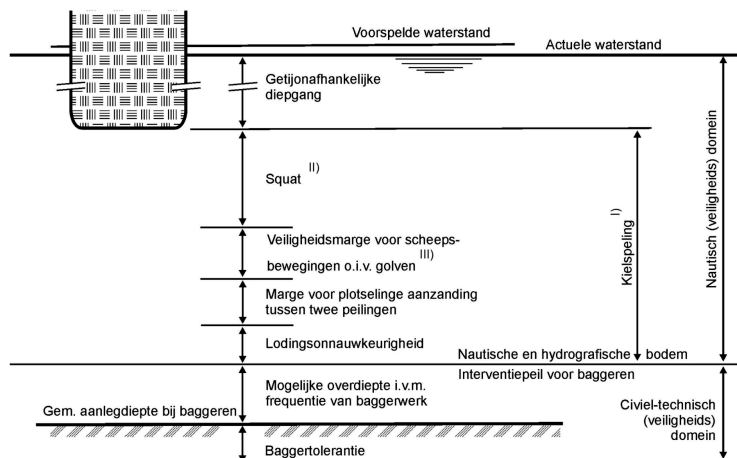 Voorspelde waterstand
Actuele waterstand
Getijonafhankelijke
diepgang
Squat II)
Veiligheidsmarge voor scheeps-
bewegingen o.i.v. golven III)
Marge voor plotselinge aanzanding
tussen twee peilingen
Lodingsonnauwkeurigheid
Kielspeling I)
Nautisch (veiligheids) domein
Nautische en hydrografische bodem
Interventiepeil voor baggeren
Mogelijke overdiepte i.v.m.
frequentie van baggerwerk
Gem. aanlegdiepte bij baggeren
Civiel-technisch
(veiligheids)
domein
Baggertolerantie